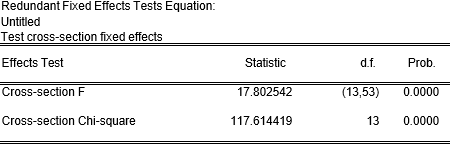 Redundant Fixed Effects Tests Equation:
Untitled
Test cross-section fixed effects
Effects Test Statistic d.f. Prob.
Cross-section F 17.802542 (13,53) 0.0000
Cross-section Chi-square 117.614419 13 0.0000